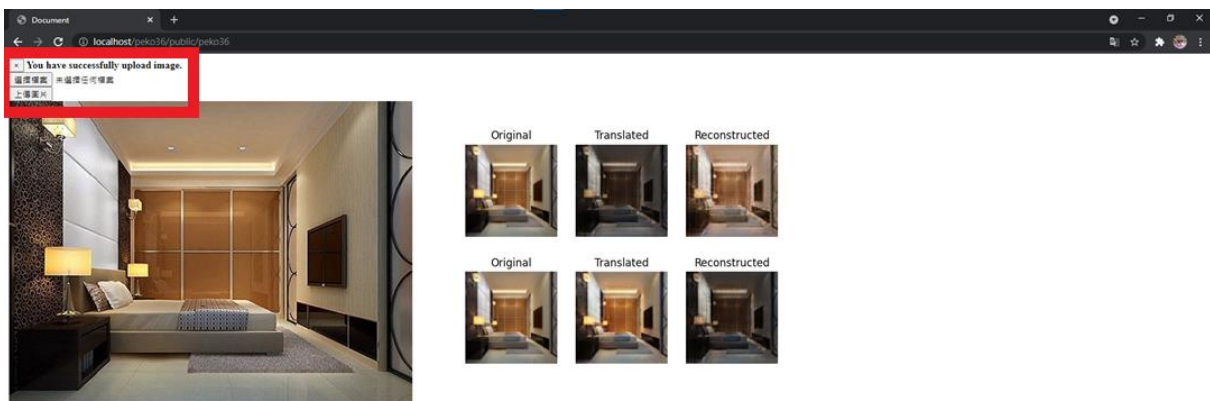 Document
localhost/peko36/public/peko36
× You have successfully upload image.
選擇檔案 未選擇任何檔案
上傳圖片
Original Translated Reconstructed
Original Translated Reconstructed